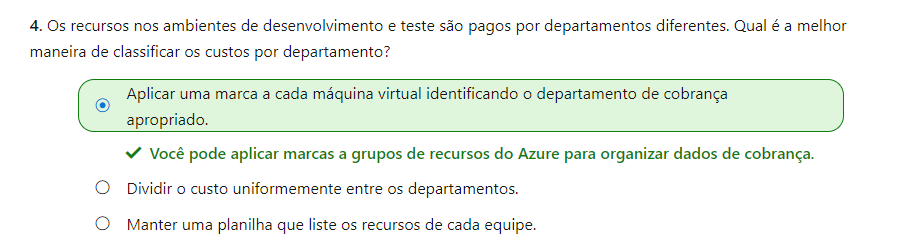 4. Os recursos nos ambientes de desenvolvimento e teste são pagos por departamentos diferentes. Qual é a melhor
maneira de classificar os custos por departamento?
Aplicar uma marca a cada máquina virtual identificando o departamento de cobrança
apropriado.
Você pode aplicar marcas a grupos de recursos do Azure para organizar dados de cobrança.
Dividir o custo uniformemente entre os departamentos.
Manter uma planilha que liste os recursos de cada equipe.